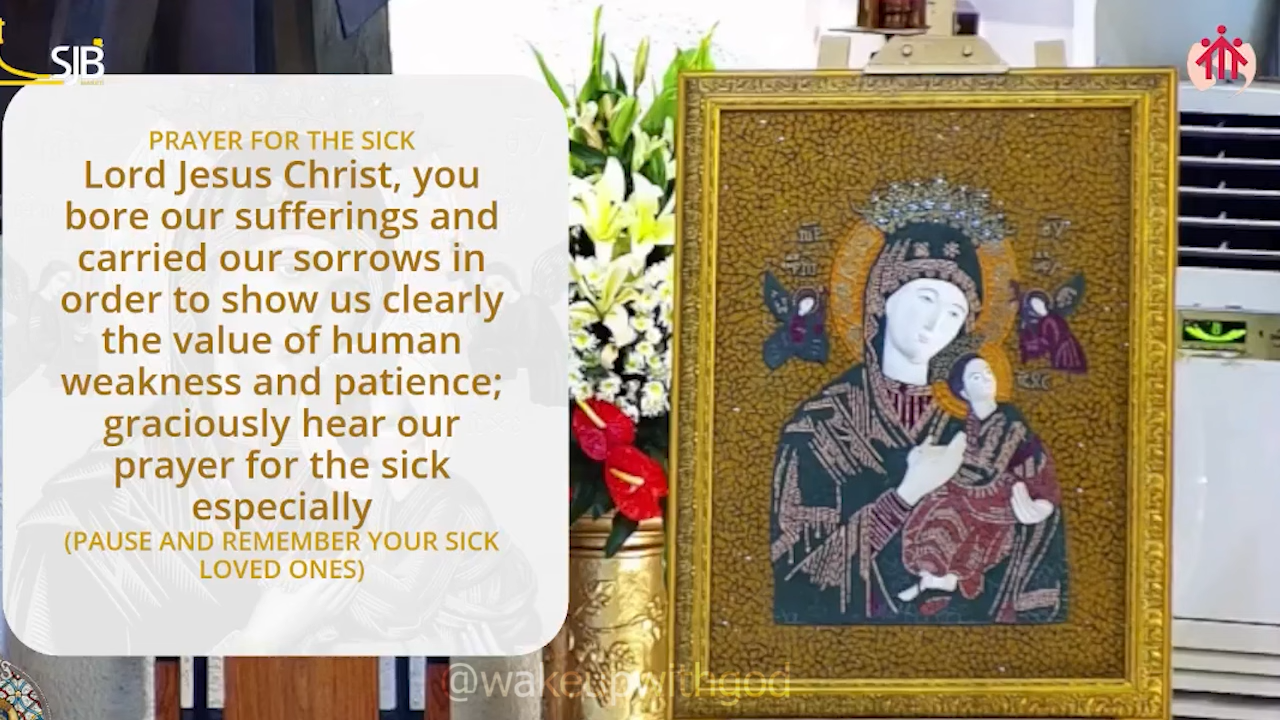 SJB
PRAYER FOR THE SICK
Lord Jesus Christ, you
bore our sufferings and
carried our sorrows in
order to show us clearly
the value of human
weakness and patience;
graciously hear our
prayer for the sick
especially
(PAUSE AND REMEMBER YOUR SICK
LOVED ONES)
@wakeupwithgod